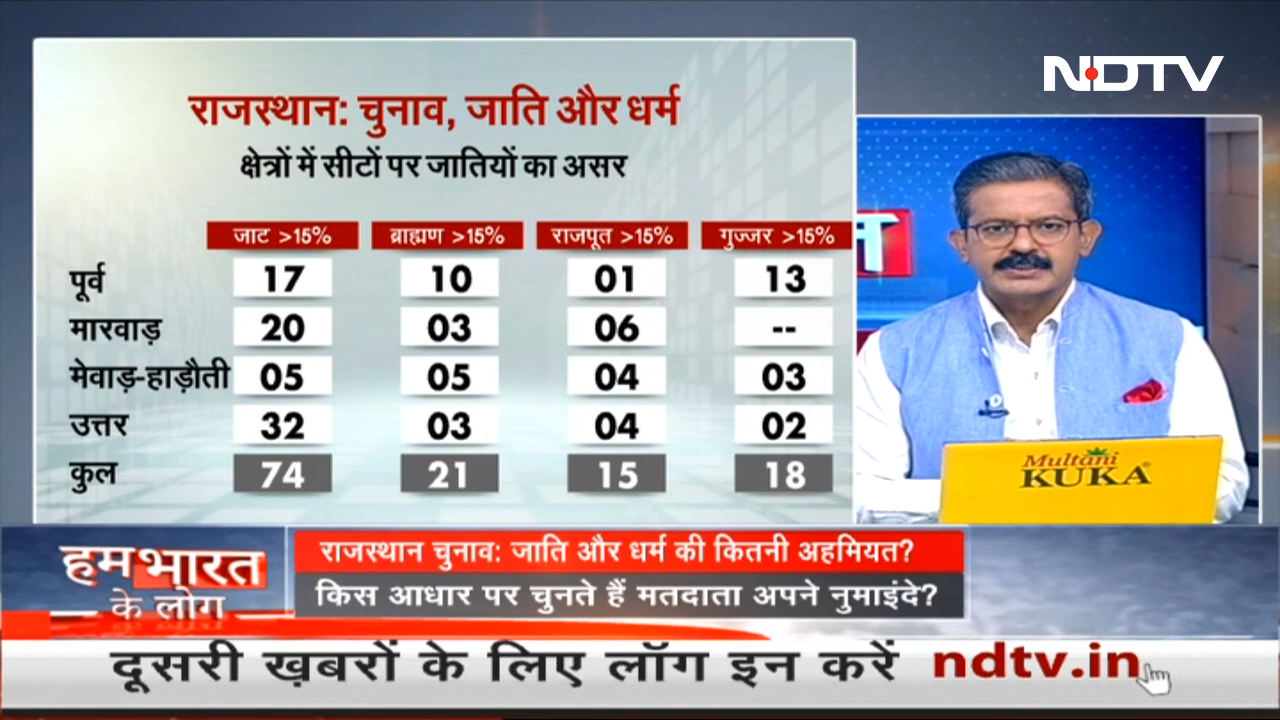 NDTV
राजस्थान: चुनाव, जाति और धर्म
क्षेत्रों में सीटों पर जातियों का असर
जाट >15% ब्राह्मण >15% राजपूत >15% गुज्जर >15%
पूर्व 17 10 01 13
मारवाड़ 20 03 06 --
मेवाड़-हाड़ौती 05 05 04 03
उत्तर 32 03 04 02
कुल 74 21 15 18
Multani
KUKA
हम भारत
के लोग
राजस्थान चुनाव: जाति और धर्म की कितनी अहमियत?
किस आधार पर चुनते हैं मतदाता अपने नुमाइंदे?
दूसरी ख़बरों के लिए लॉग इन करें ndtv.in